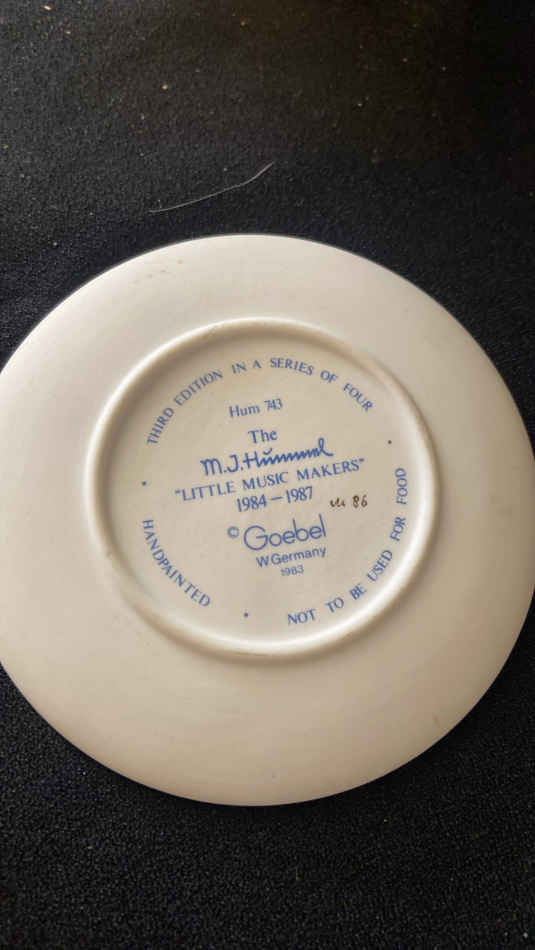 THIRD EDITION IN A SERIES OF FOUR
Hum 743
The
M.J.Hummel
"LITTLE MUSIC MAKERS"
1984-1987
86
© Goebel
W Germany
1983
HANDPAINTED
NOT TO BE USED FOR FOOD